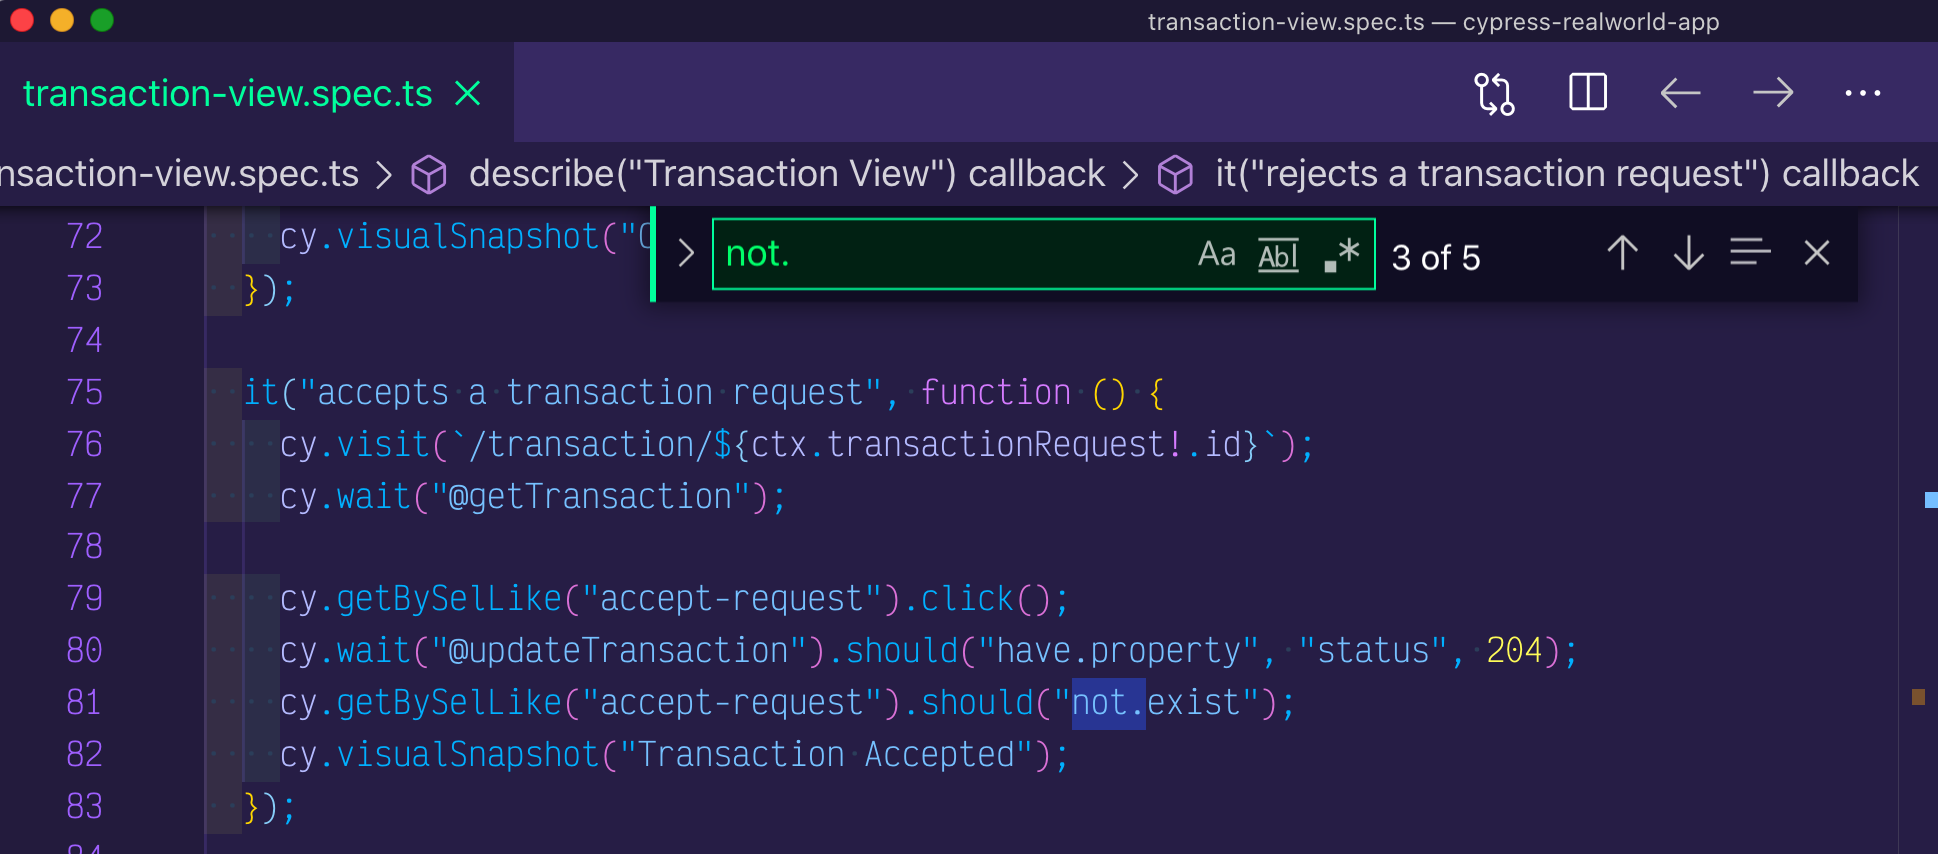 transaction-view.spec.ts — cypress-realworld-app
transaction-view.spec.ts
nsaction-view.spec.ts > describe("Transaction View") callback > it("rejects a transaction request") callback
not. Aa Abl .* 3 of 5
72 cy.visualSnapshot("
73 });
74
75 it("accepts a transaction request", function () {
76 cy.visit(`/transaction/${ctx.transactionRequest!.id}`);
77 cy.wait("@getTransaction");
78
79 cy.getBySelLike("accept-request").click();
80 cy.wait("@updateTransaction").should("have.property", "status", 204);
81 cy.getBySelLike("accept-request").should("not.exist");
82 cy.visualSnapshot("Transaction Accepted");
83 });